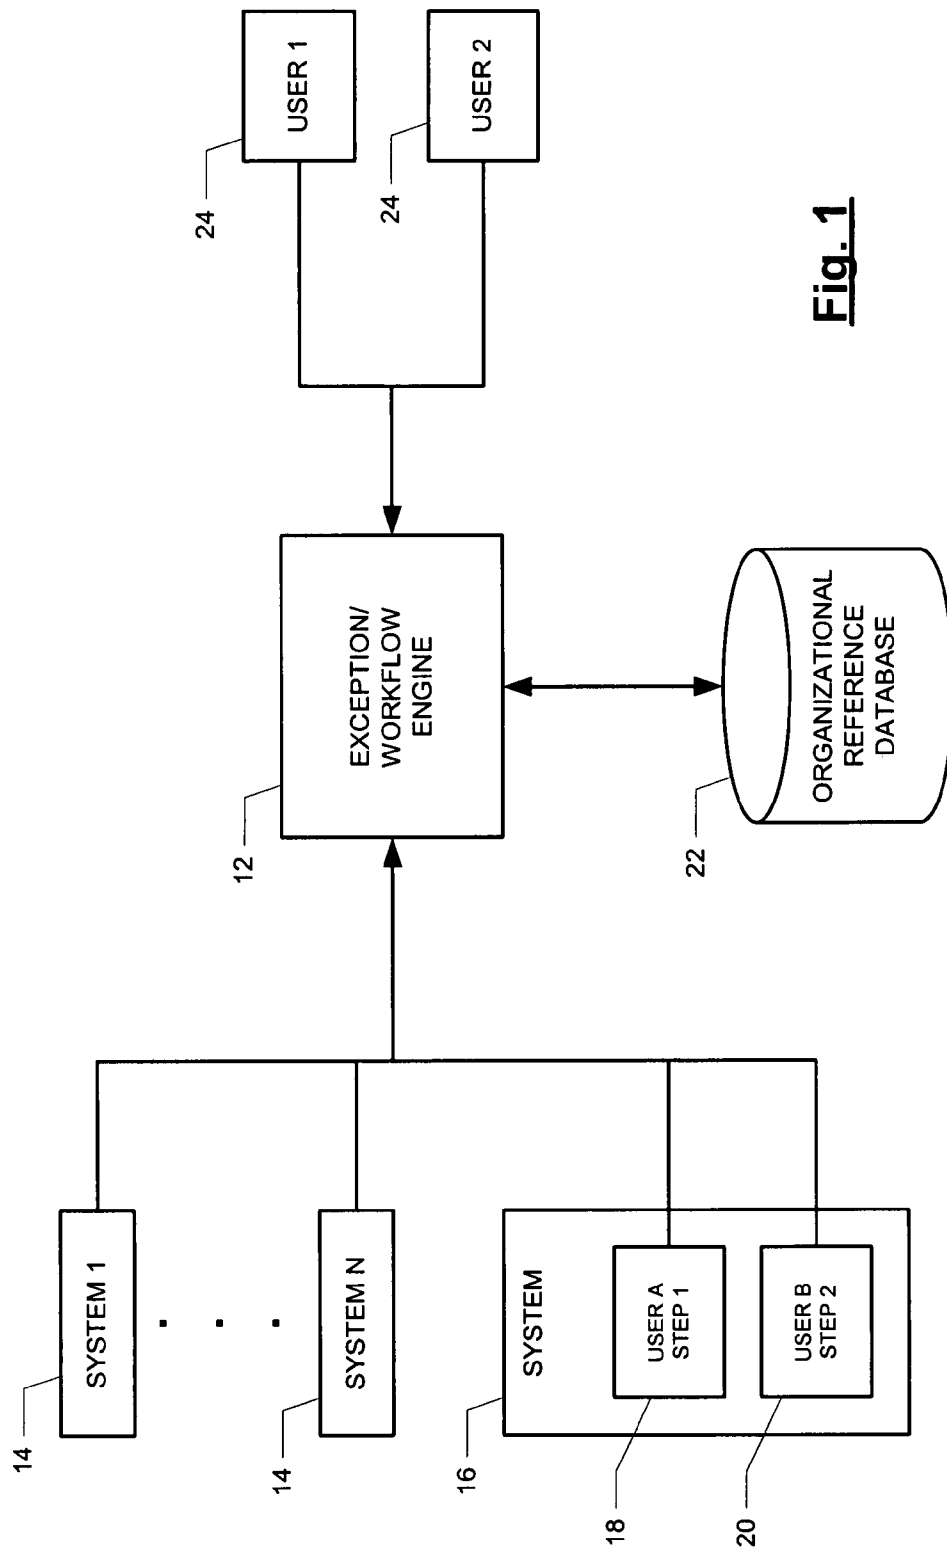 14
SYSTEM 1
14
SYSTEM N
16
SYSTEM
18
USER A
STEP 1
20
USER B
STEP 2
12
EXCEPTION/
WORKFLOW
ENGINE
22
ORGANIZATIONAL
REFERENCE
DATABASE
24
USER 1
24
USER 2
Fig. 1